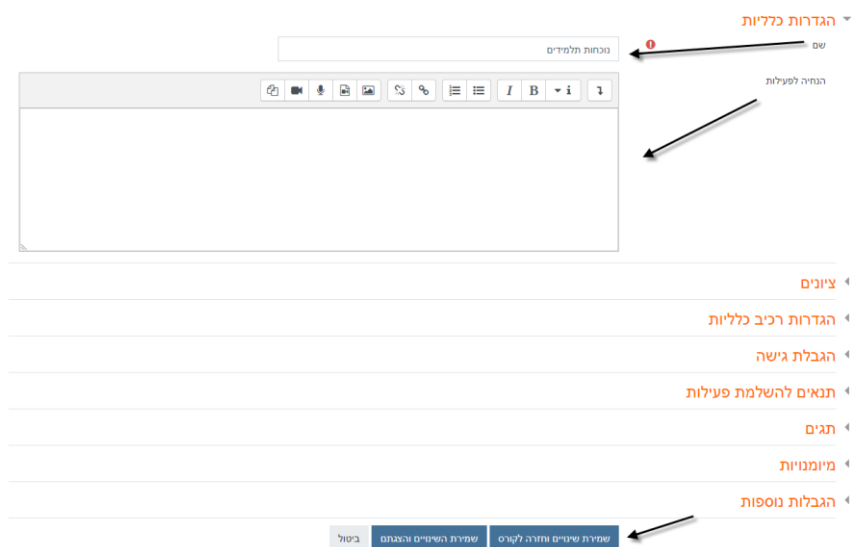 הגדרות כלליות
שם
נוכחות תלמידים
הנחיה לפעילות
i B I
ציונים
הגדרות רכיב כלליות
הגבלת גישה
תנאים להשלמת פעילות
תגים
מיומנויות
הגבלות נוספות
שמירת שינויים וחזרה לקורס שמירת השינויים והצגתם ביטול